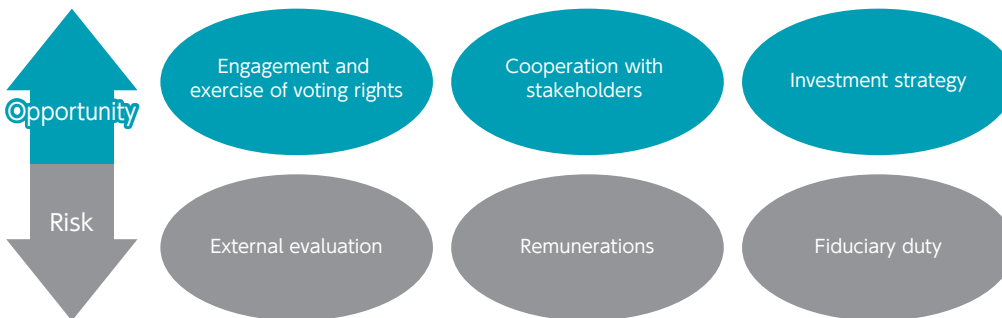 Opportunity
Engagement and
exercise of voting rights
Cooperation with
stakeholders
Investment strategy
Risk
External evaluation
Remunerations
Fiduciary duty